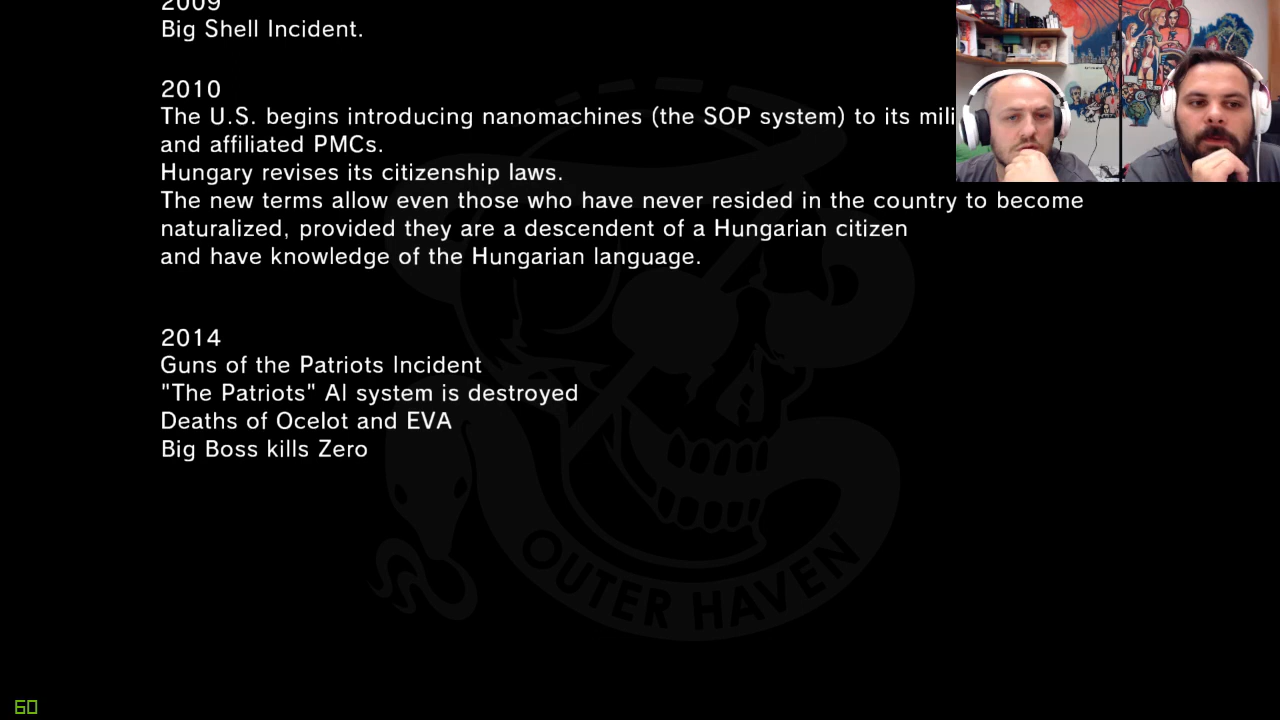 2009
Big Shell Incident.
2010
The U.S. begins introducing nanomachines (the SOP system) to its mili
and affiliated PMCs.
Hungary revises its citizenship laws.
The new terms allow even those who have never resided in the country to become
naturalized, provided they are a descendent of a Hungarian citizen
and have knowledge of the Hungarian language.
2014
Guns of the Patriots Incident
"The Patriots" AI system is destroyed
Deaths of Ocelot and EVA
Big Boss kills Zero
OUTER HAVEN
60